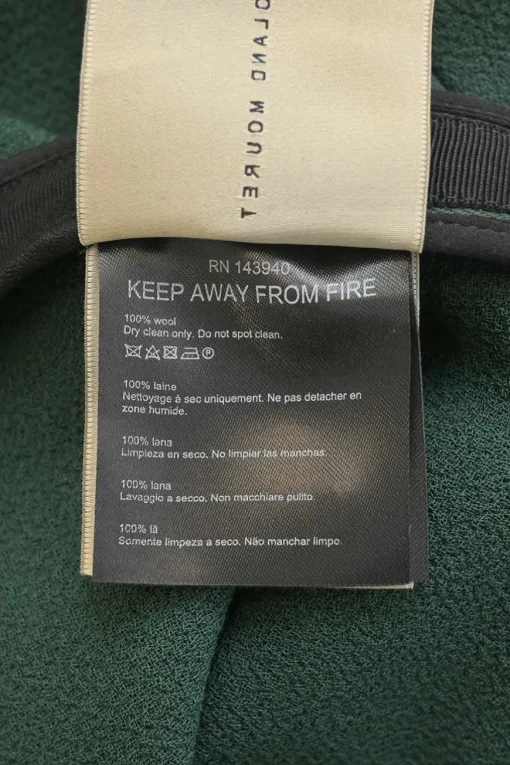 OLAND MOURET
RN 143940
KEEP AWAY FROM FIRE
100% wool
Dry clean only. Do not spot clean.
100% laine
Nettoyage à sec uniquement. Ne pas detacher en
zone humide.
100% lana
Limpieza en seco. No limpiar las manchas.
100% lana
Lavaggio a secco. Non macchiare pulito.
100% lã
Somente limpeza a seco. Não manchar limpo.